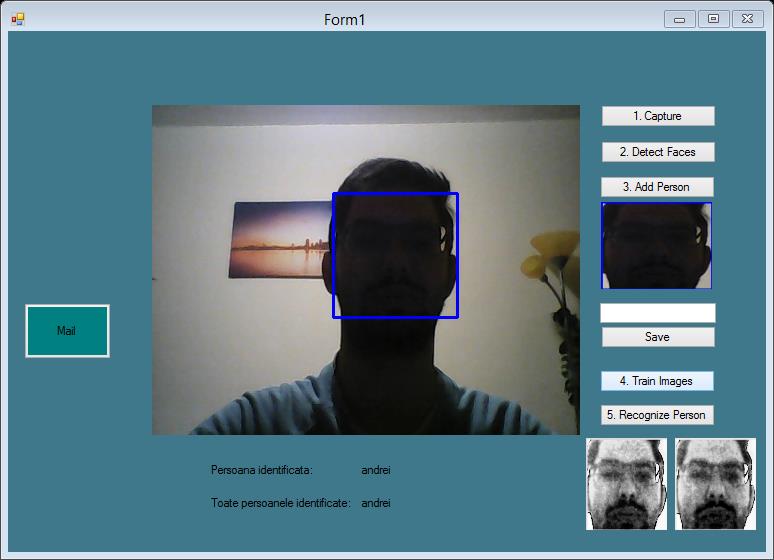 Form1
1. Capture
2. Detect Faces
3. Add Person
Mail
Save
4. Train Images
5. Recognize Person
Persoana identificata: andrei
Toate persoanele identificate: andrei